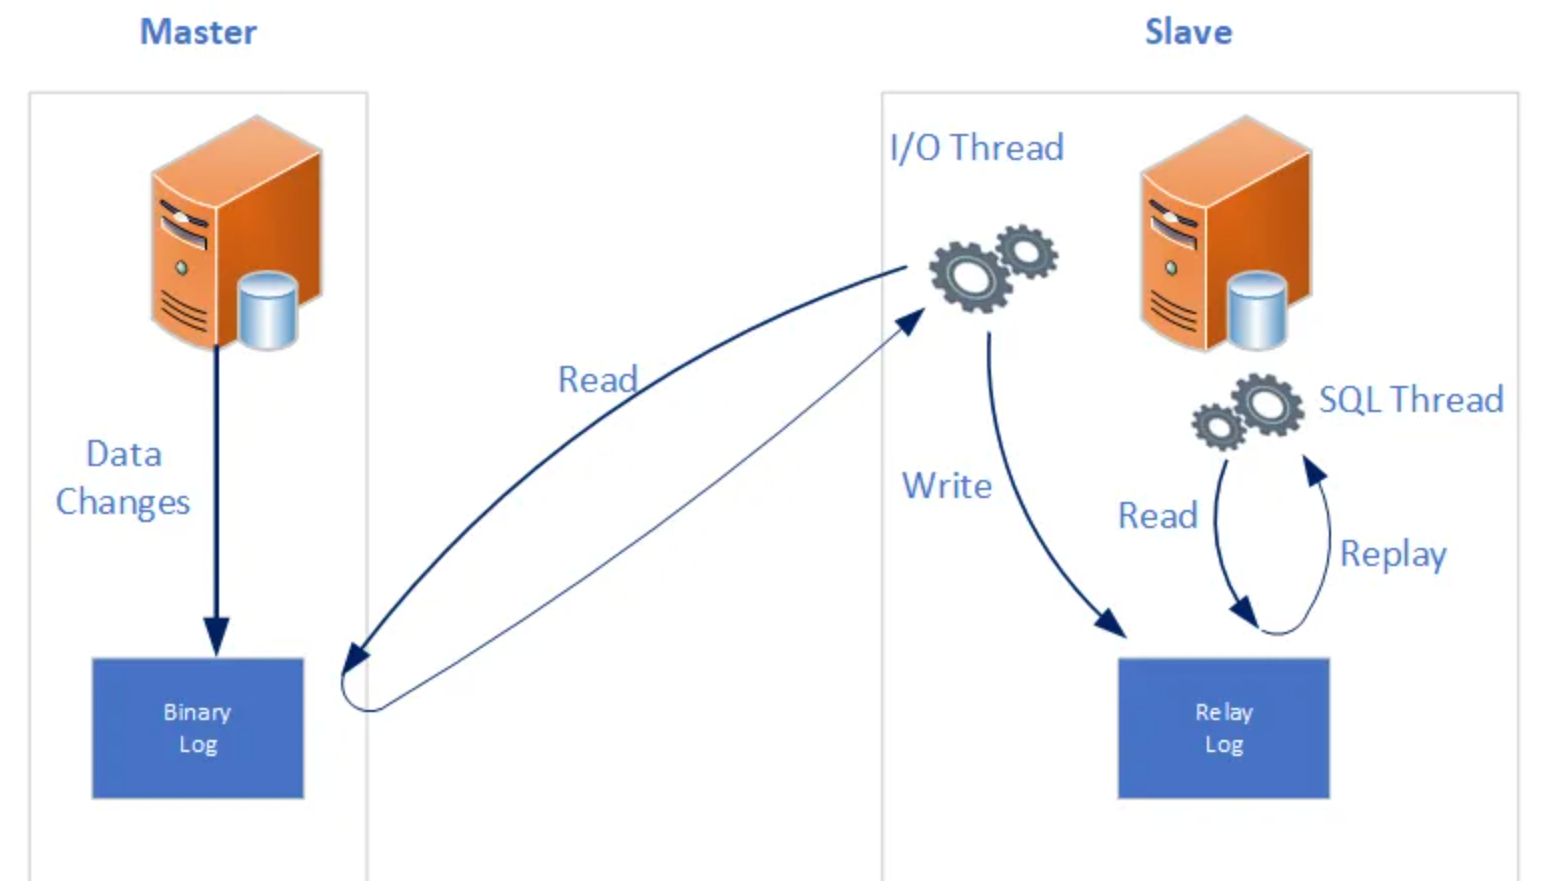 Master
Slave
I/O Thread
Read
SQL Thread
Data
Changes
Write
Read
Replay
Binary
Log
Relay
Log